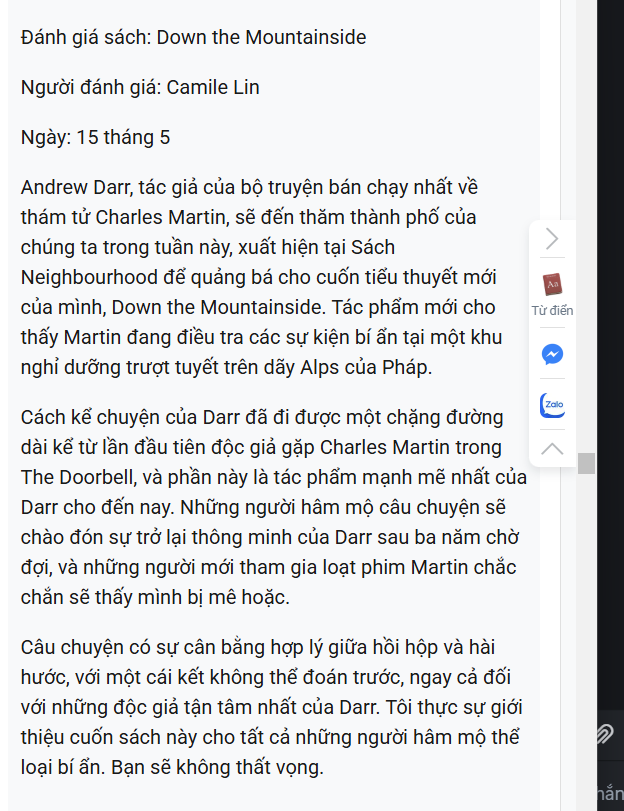 Đánh giá sách: Down the Mountainside
Người đánh giá: Camile Lin
Ngày: 15 tháng 5
Andrew Darr, tác giả của bộ truyện bán chạy nhất về
thám tử Charles Martin, sẽ đến thăm thành phố của
chúng ta trong tuần này, xuất hiện tại Sách
Neighbourhood để quảng bá cho cuốn tiểu thuyết mới
của mình, Down the Mountainside. Tác phẩm mới cho
thấy Martin đang điều tra các sự kiện bí ẩn tại một khu
nghỉ dưỡng trượt tuyết trên dãy Alps của Pháp.
Cách kể chuyện của Darr đã đi được một chặng đường
dài kể từ lần đầu tiên độc giả gặp Charles Martin trong
The Doorbell, và phần này là tác phẩm mạnh mẽ nhất của
Darr cho đến nay. Những người hâm mộ câu chuyện sẽ
chào đón sự trở lại thông minh của Darr sau ba năm chờ
đợi, và những người mới tham gia loạt phim Martin chắc
chắn sẽ thấy mình bị mê hoặc.
Câu chuyện có sự cân bằng hợp lý giữa hồi hộp và hài
hước, với một cái kết không thể đoán trước, ngay cả đối
với những độc giả tận tâm nhất của Darr. Tôi thực sự giới
thiệu cuốn sách này cho tất cả những người hâm mộ thể
loại bí ẩn. Bạn sẽ không thất vọng.
Aa
Từ điển
Zalo